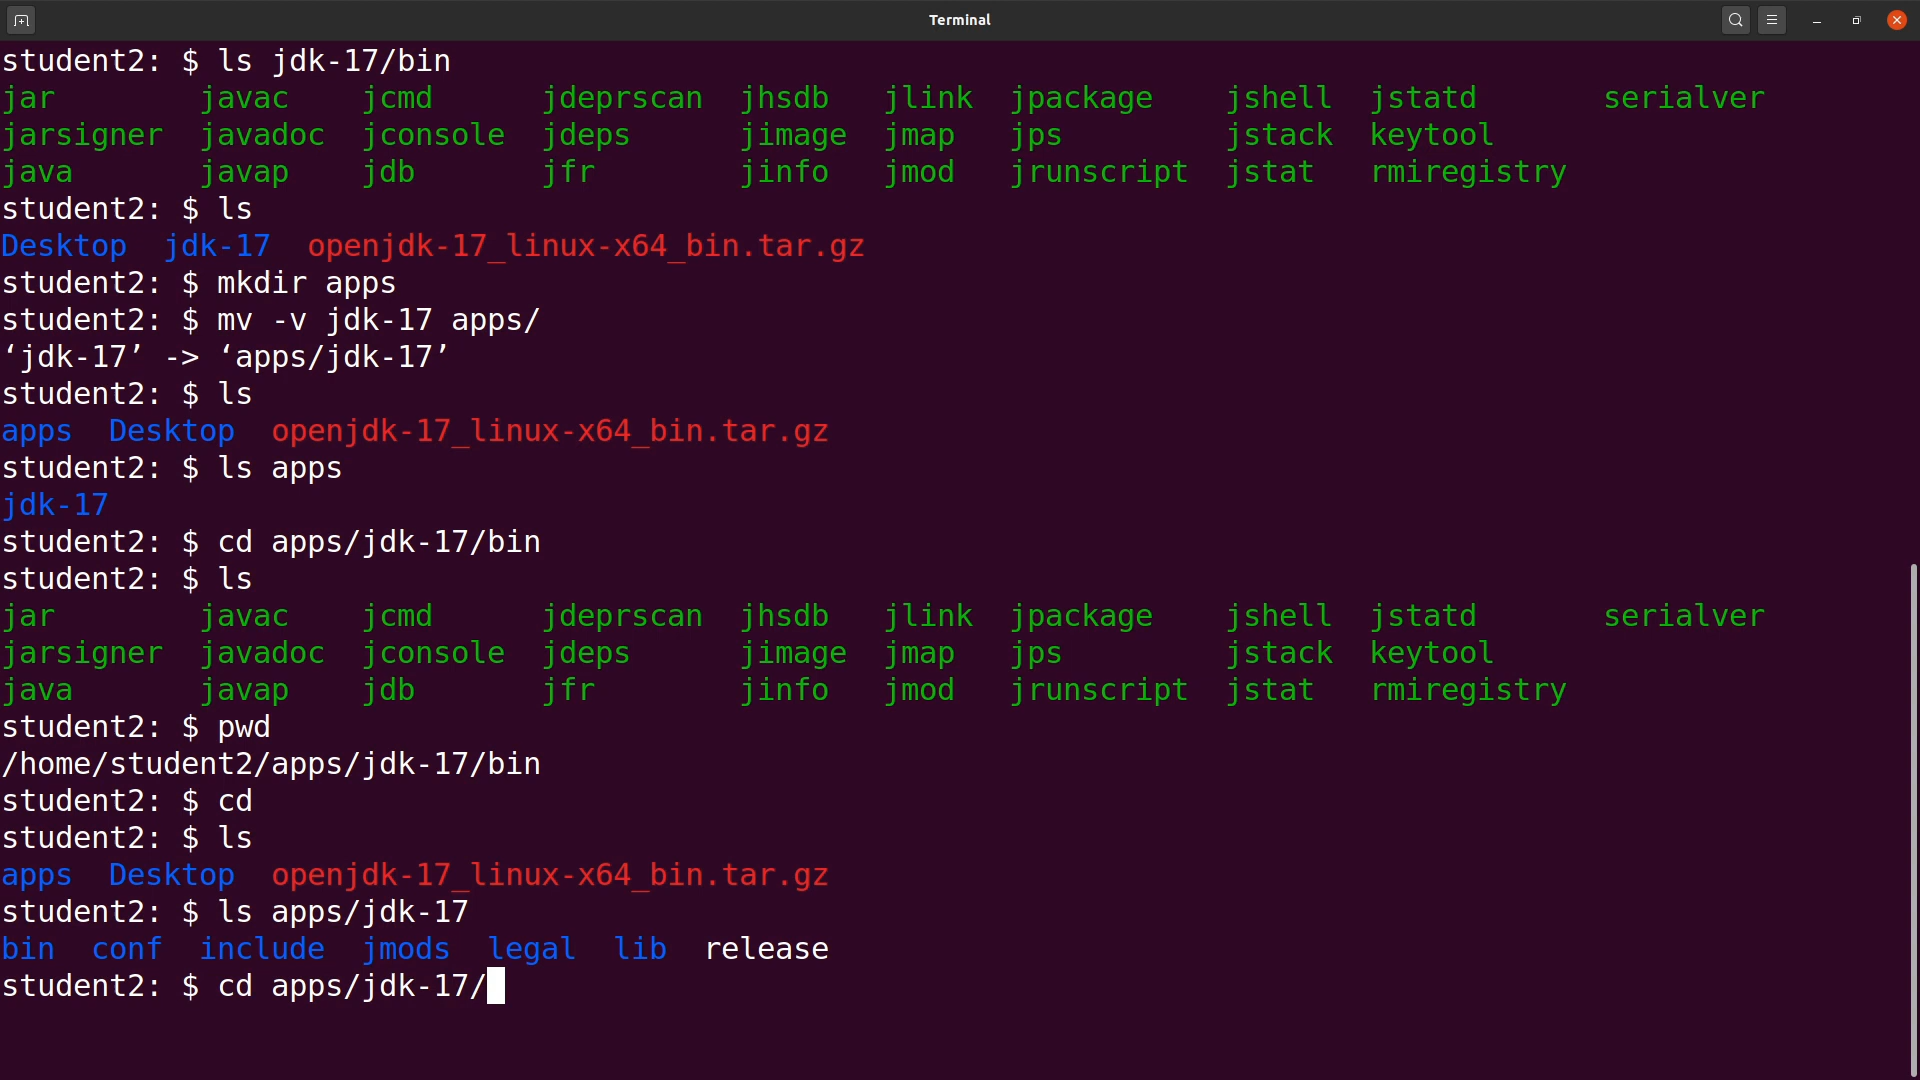 Terminal
student2: $ ls jdk-17/bin
jar        javac    jcmd      jdeprscan  jhsdb   jlink  jpackage    jshell  jstatd       serialver
jarsigner  javadoc  jconsole  jdeps      jimage  jmap   jps         jstack  keytool
java       javap    jdb       jfr        jinfo   jmod   jrunscript  jstat   rmiregistry
student2: $ ls
Desktop  jdk-17  openjdk-17_linux-x64_bin.tar.gz
student2: $ mkdir apps
student2: $ mv -v jdk-17 apps/
‘jdk-17’ -> ‘apps/jdk-17’
student2: $ ls
apps  Desktop  openjdk-17_linux-x64_bin.tar.gz
student2: $ ls apps
jdk-17
student2: $ cd apps/jdk-17/bin
student2: $ ls
jar        javac    jcmd      jdeprscan  jhsdb   jlink  jpackage    jshell  jstatd       serialver
jarsigner  javadoc  jconsole  jdeps      jimage  jmap   jps         jstack  keytool
java       javap    jdb       jfr        jinfo   jmod   jrunscript  jstat   rmiregistry
student2: $ pwd
/home/student2/apps/jdk-17/bin
student2: $ cd
student2: $ ls
apps  Desktop  openjdk-17_linux-x64_bin.tar.gz
student2: $ ls apps/jdk-17
bin  conf  include  jmods  legal  lib  release
student2: $ cd apps/jdk-17/